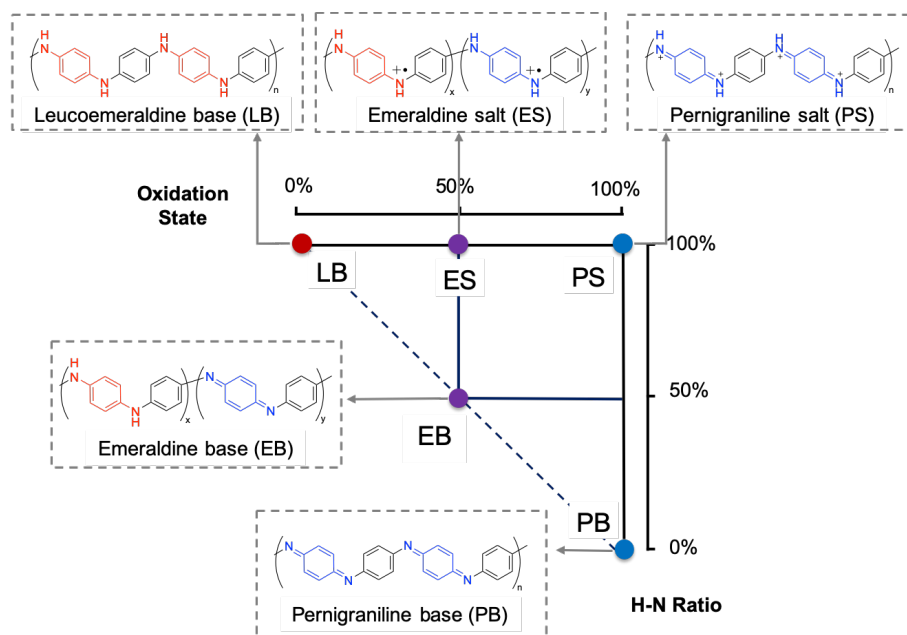 H
N
H
N
N
H
N
H
n
Leucoemeraldine base (LB)
H
N
+•
N
H
x
H
N
+•
N
H
y
Emeraldine salt (ES)
H
N
+
H
N
+
N
H
+
N
H
+
n
Pernigraniline salt (PS)
Oxidation
State
0%
50%
100%
100%
LB
ES
PS
H
N
N
H
x
N
N
y
Emeraldine base (EB)
50%
EB
PB
0%
N
N
N
N
n
Pernigraniline base (PB)
H-N Ratio